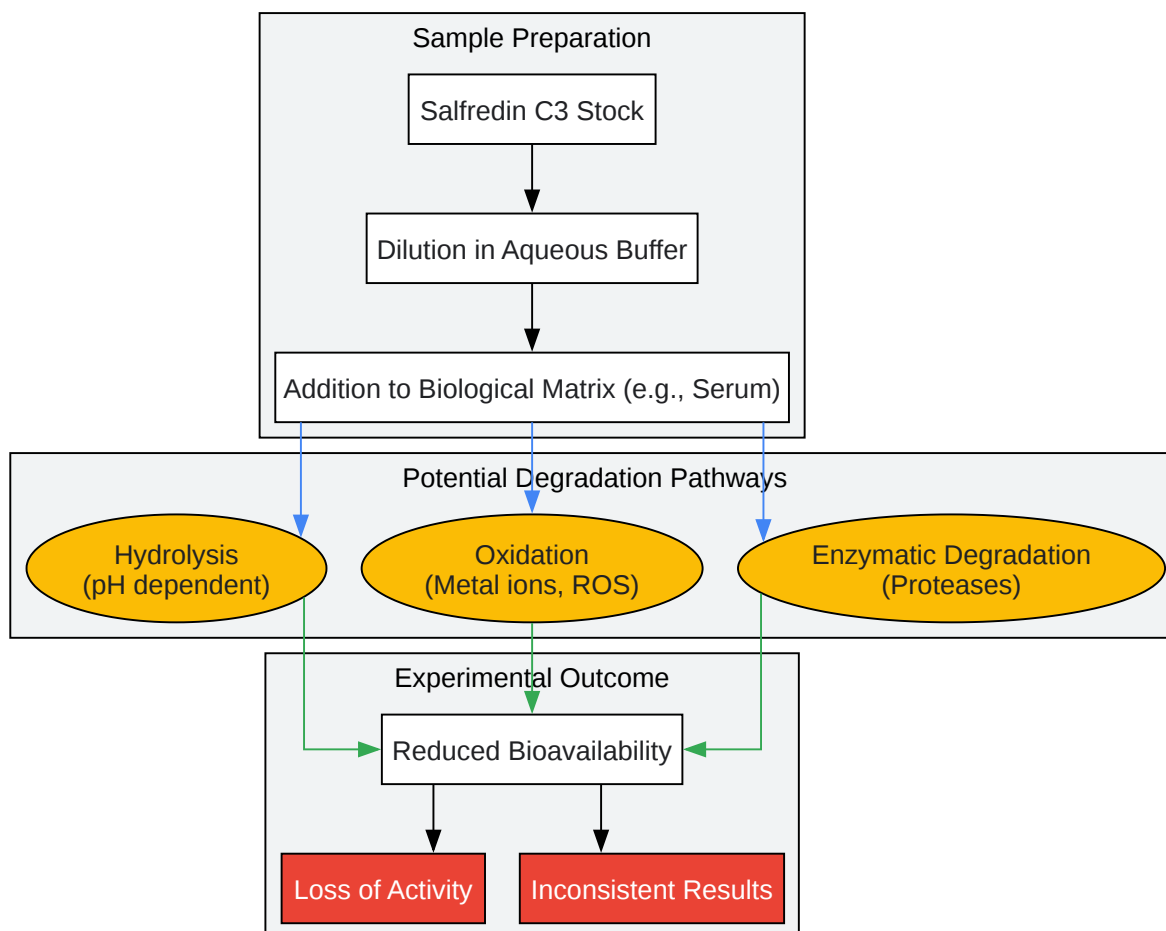 Sample Preparation
Salfredin C3 Stock
Dilution in Aqueous Buffer
Addition to Biological Matrix (e.g., Serum)
Potential Degradation Pathways
Hydrolysis
(pH dependent)
Oxidation
(Metal ions, ROS)
Enzymatic Degradation
(Proteases)
Experimental Outcome
Reduced Bioavailability
Loss of Activity
Inconsistent Results